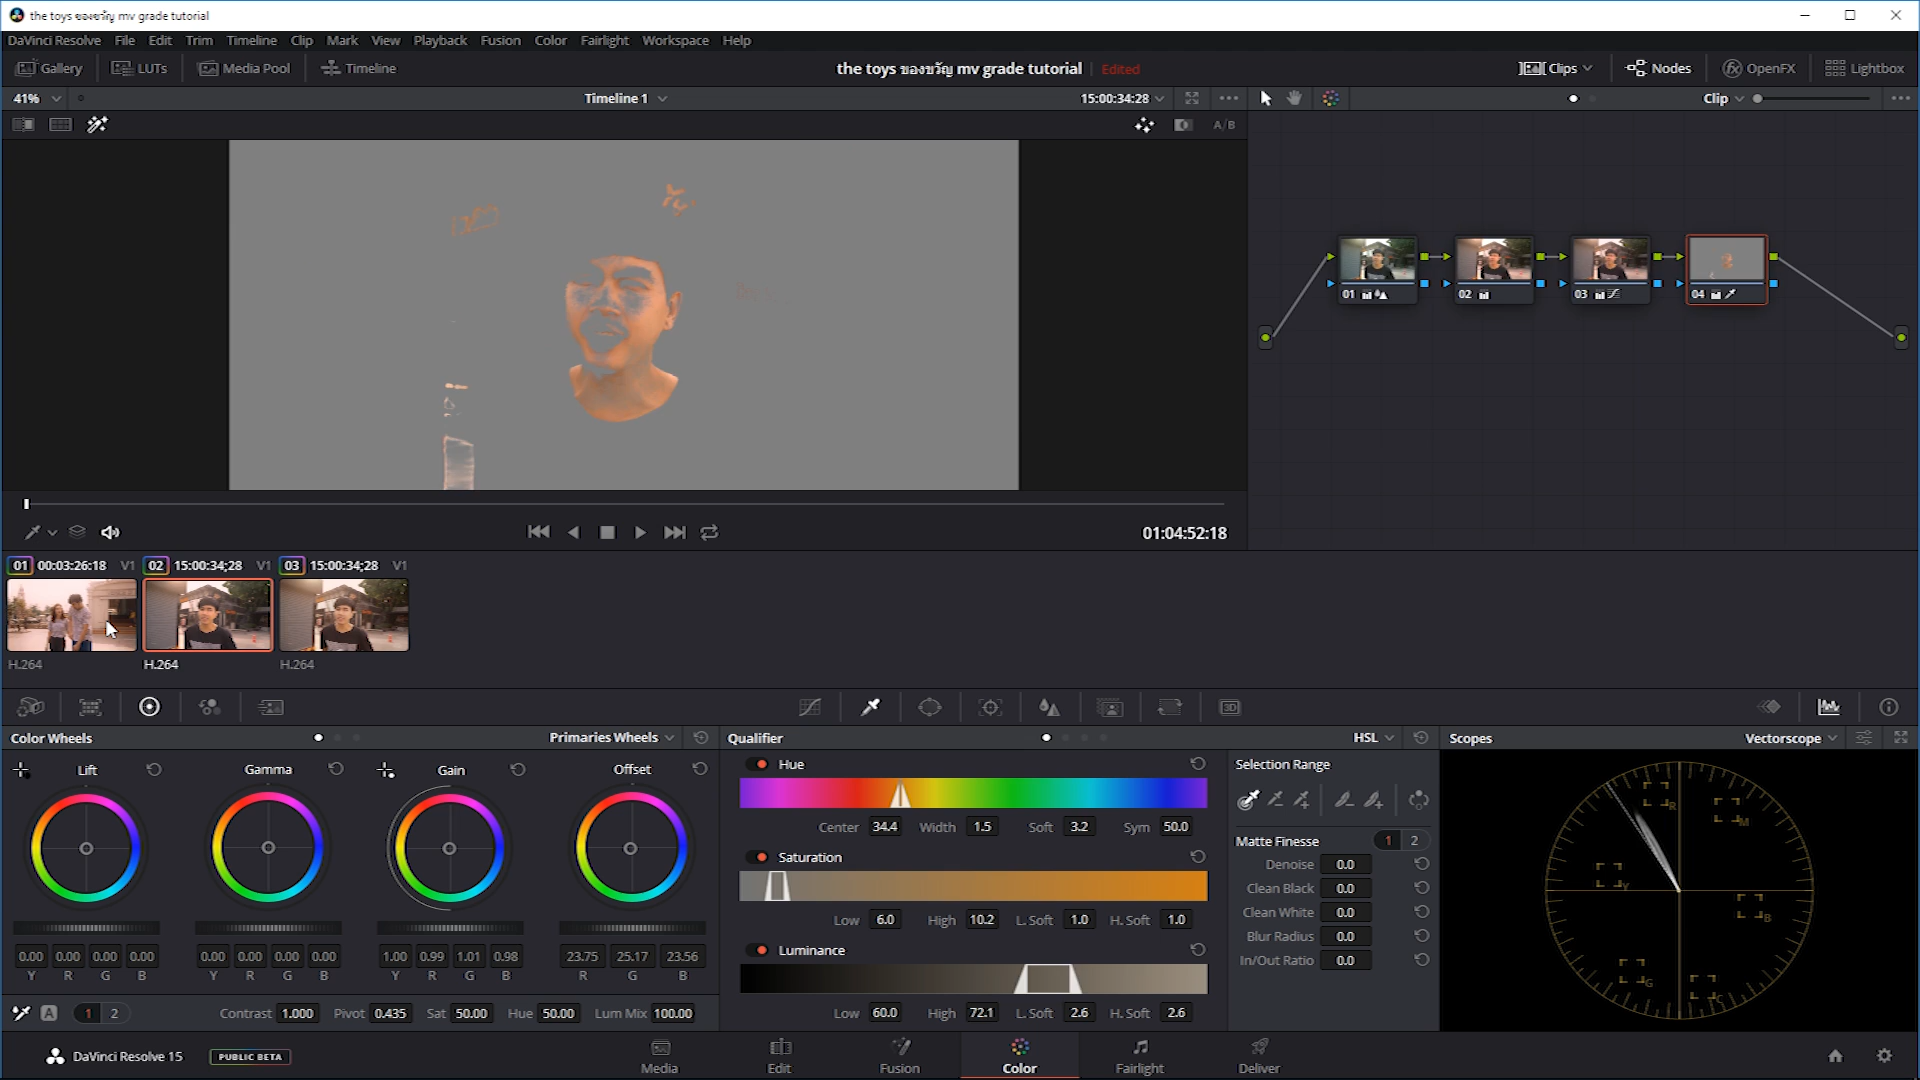 the toys ของขวัญ mv grade tutorial
DaVinci Resolve File Edit Trim Timeline Clip Mark View Playback Fusion Color Fairlight Workspace Help
Gallery LUTs Media Pool Timeline the toys ของขวัญ mv grade tutorial Edited Clips Nodes OpenFX Lightbox
41% Timeline 1 15:00:34:28 Clip
A/B
01 02 03 04
01:04:52:18
01 00:03:26:18 V1 02 15:00:34;28 V1 03 15:00:34;28 V1
H.264 H.264 H.264
3D
Color Wheels Primaries Wheels Qualifier HSL Scopes Vectorscope
Lift Gamma Gain Offset
Hue
Center 34.4 Width 1.5 Soft 3.2 Sym 50.0
Saturation
Low 6.0 High 10.2 L. Soft 1.0 H. Soft 1.0
Luminance
Low 60.0 High 72.1 L. Soft 2.6 H. Soft 2.6
Selection Range
Matte Finesse 1 2
Denoise 0.0
Clean Black 0.0
Clean White 0.0
Blur Radius 0.0
In/Out Ratio 0.0
R M Y B G C
0.00 0.00 0.00 0.00 0.00 0.00 0.00 0.00 1.00 0.99 1.01 0.98 23.75 25.17 23.56
Y R G B Y R G B Y R G B R G B
A 1 2 Contrast 1.000 Pivot 0.435 Sat 50.00 Hue 50.00 Lum Mix 100.00
DaVinci Resolve 15 PUBLIC BETA Media Edit Fusion Color Fairlight Deliver